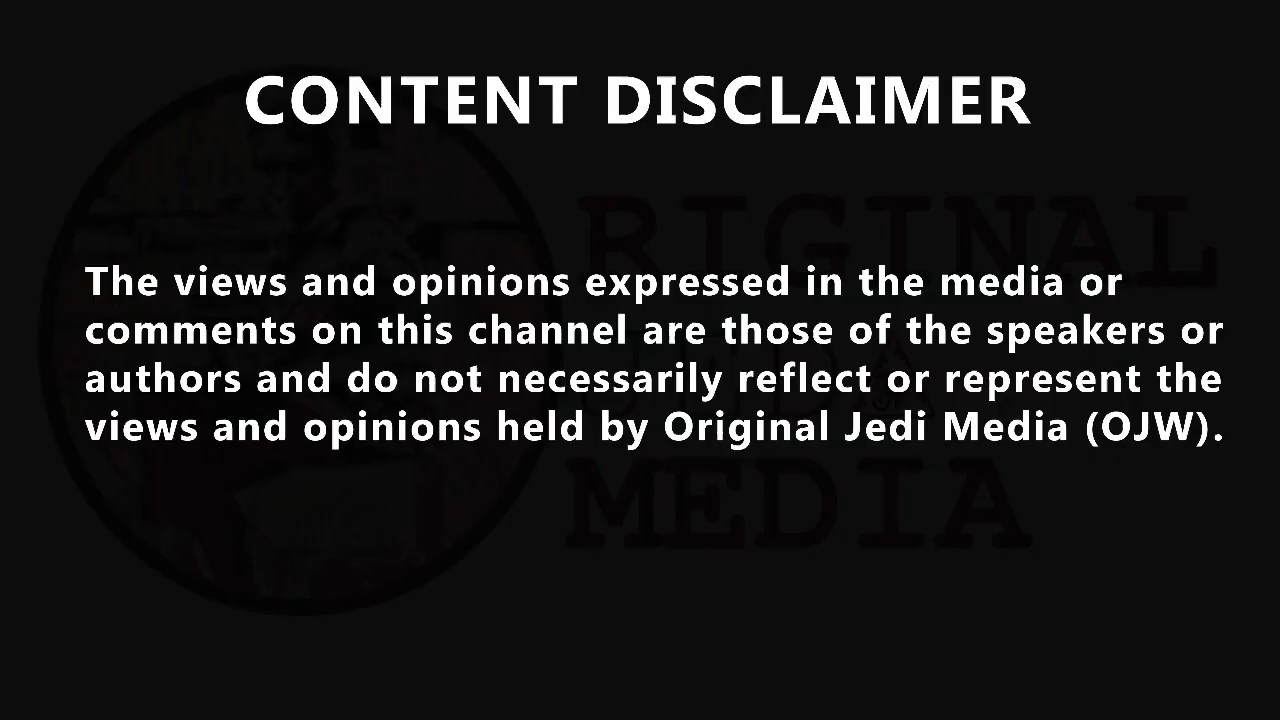 CONTENT DISCLAIMER
RIGINAL
The views and opinions expressed in the media or
comments on this channel are those of the speakers or
authors and do not necessarily reflect or represent the
views and opinions held by Original Jedi Media (OJW).
MEDIA